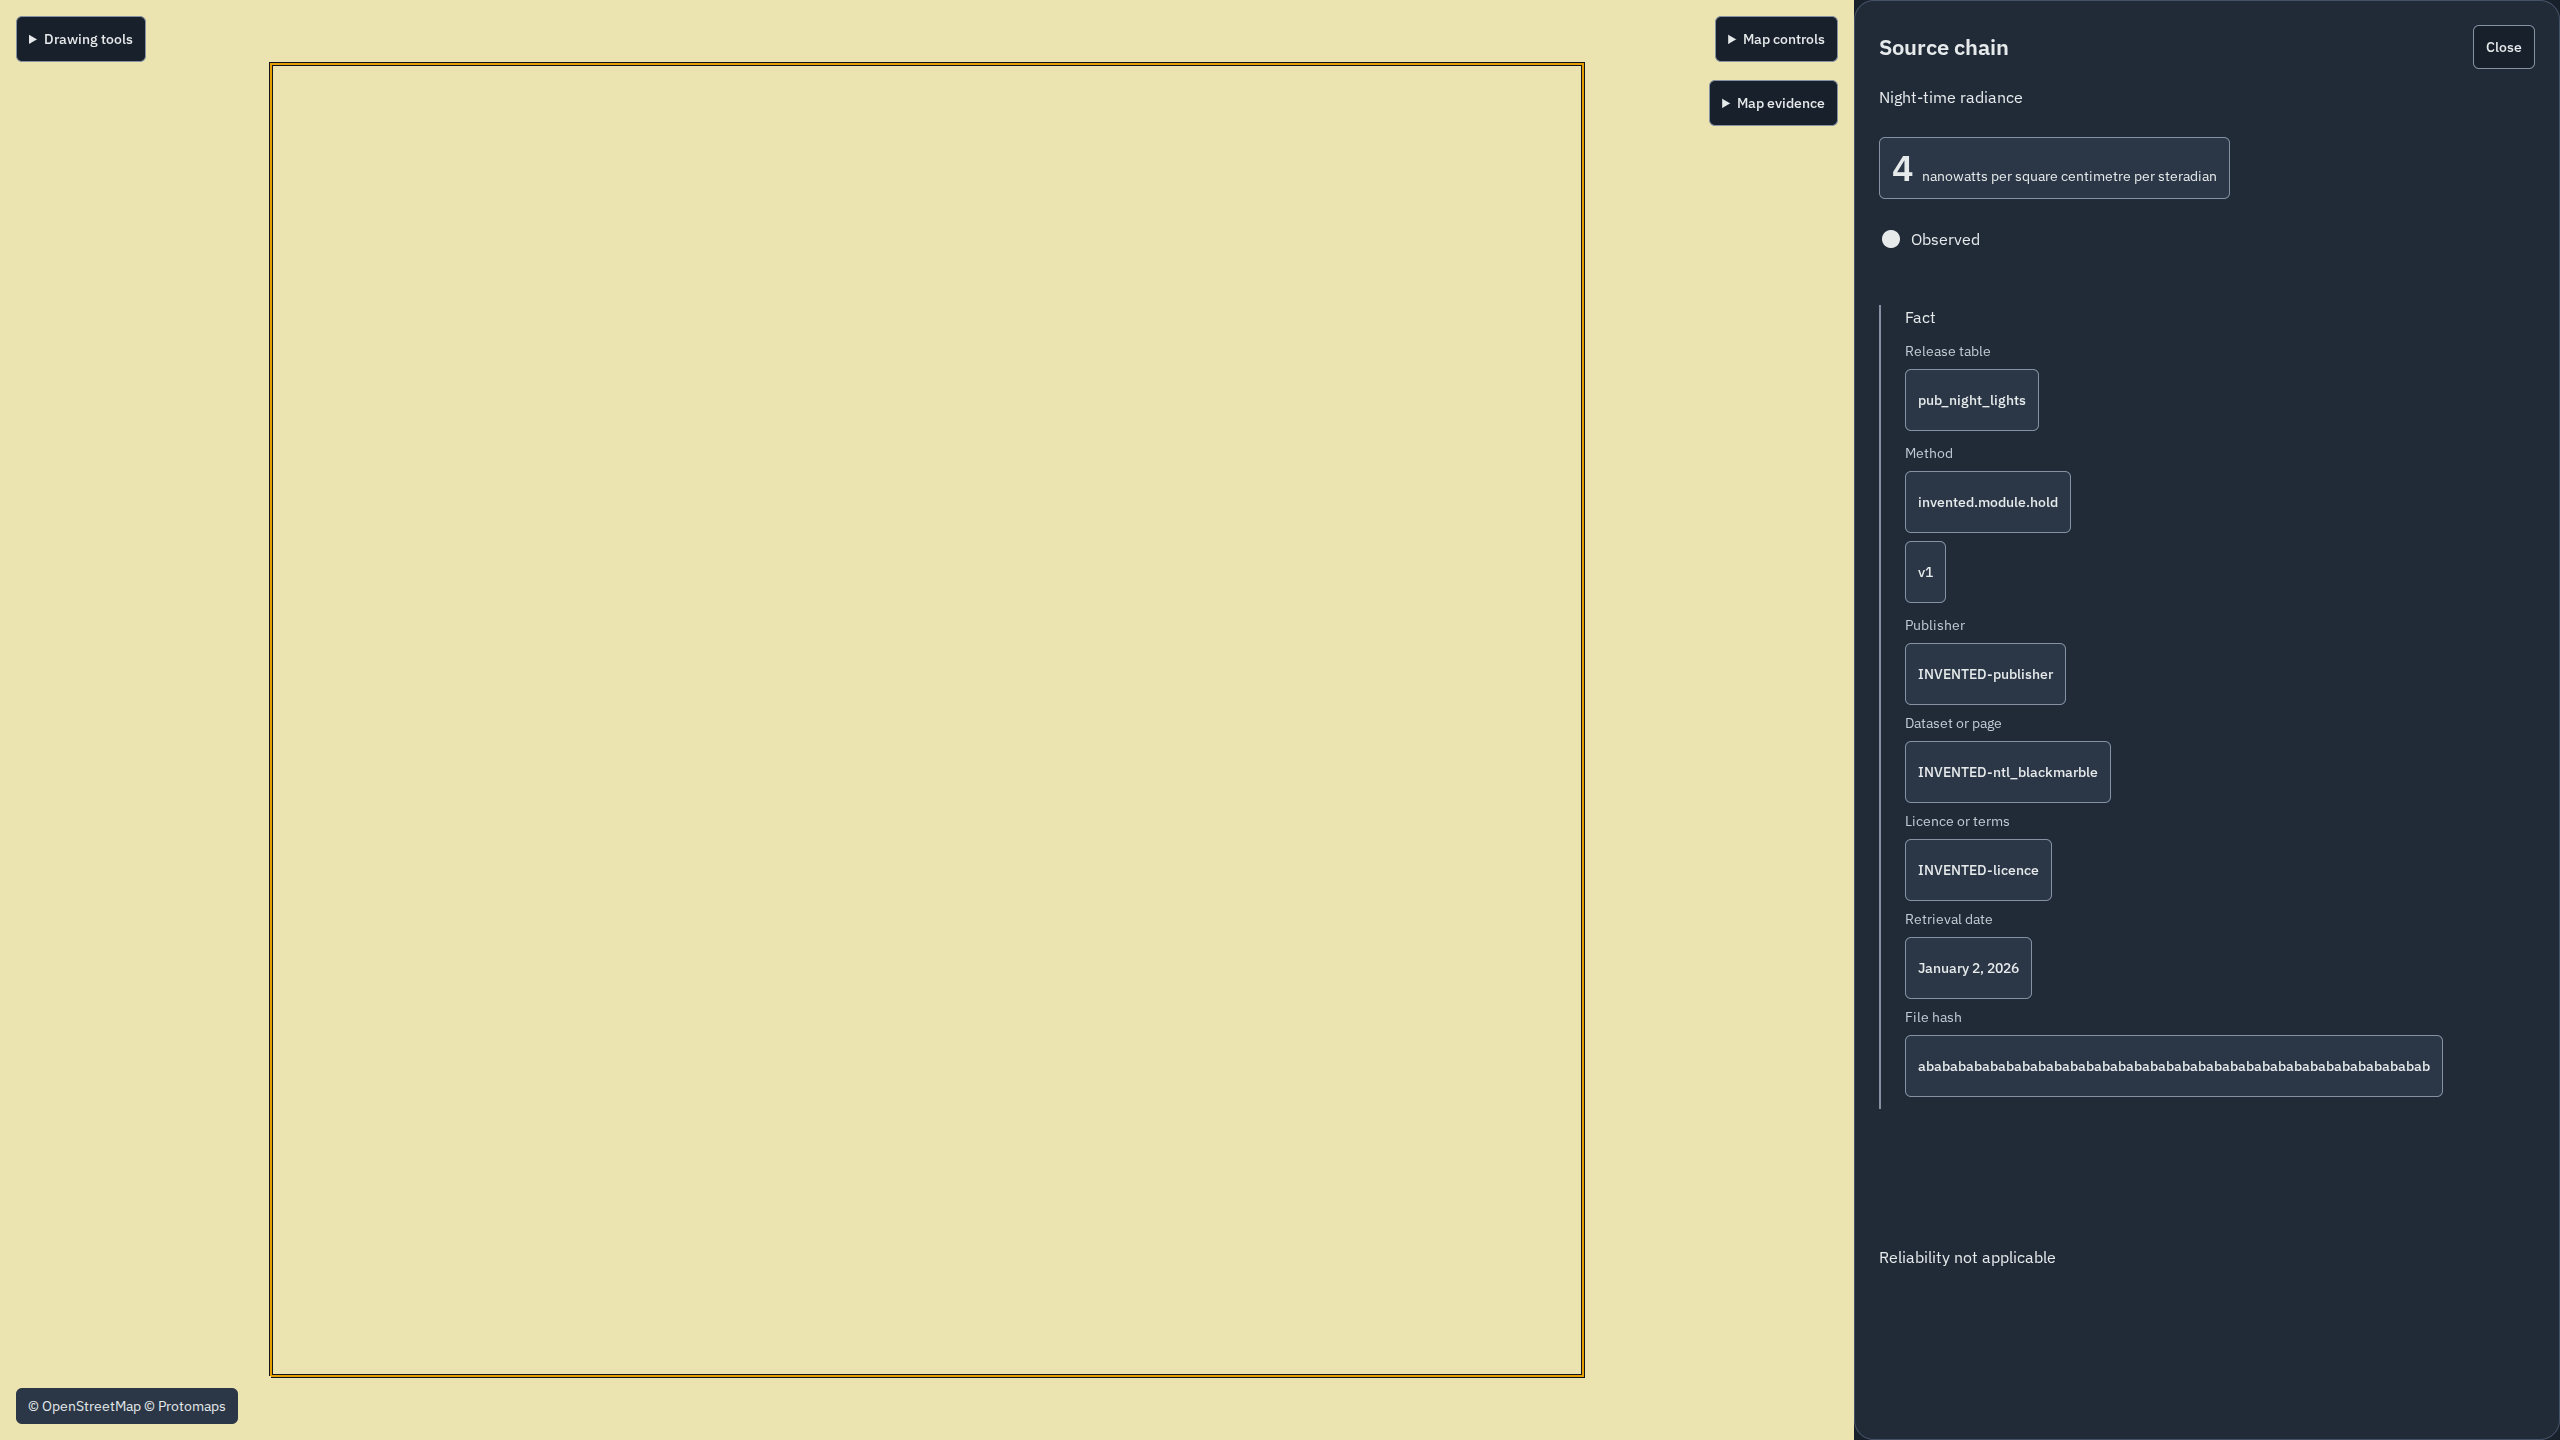 Drawing tools
Map controls
Map evidence
© OpenStreetMap © Protomaps
Source chain
Close
Night-time radiance
4 nanowatts per square centimetre per steradian
Observed
Fact
Release table
pub_night_lights
Method
invented.module.hold
v1
Publisher
INVENTED-publisher
Dataset or page
INVENTED-ntl_blackmarble
Licence or terms
INVENTED-licence
Retrieval date
January 2, 2026
File hash
abababababababababababababababababababababababababababababababab
Reliability not applicable